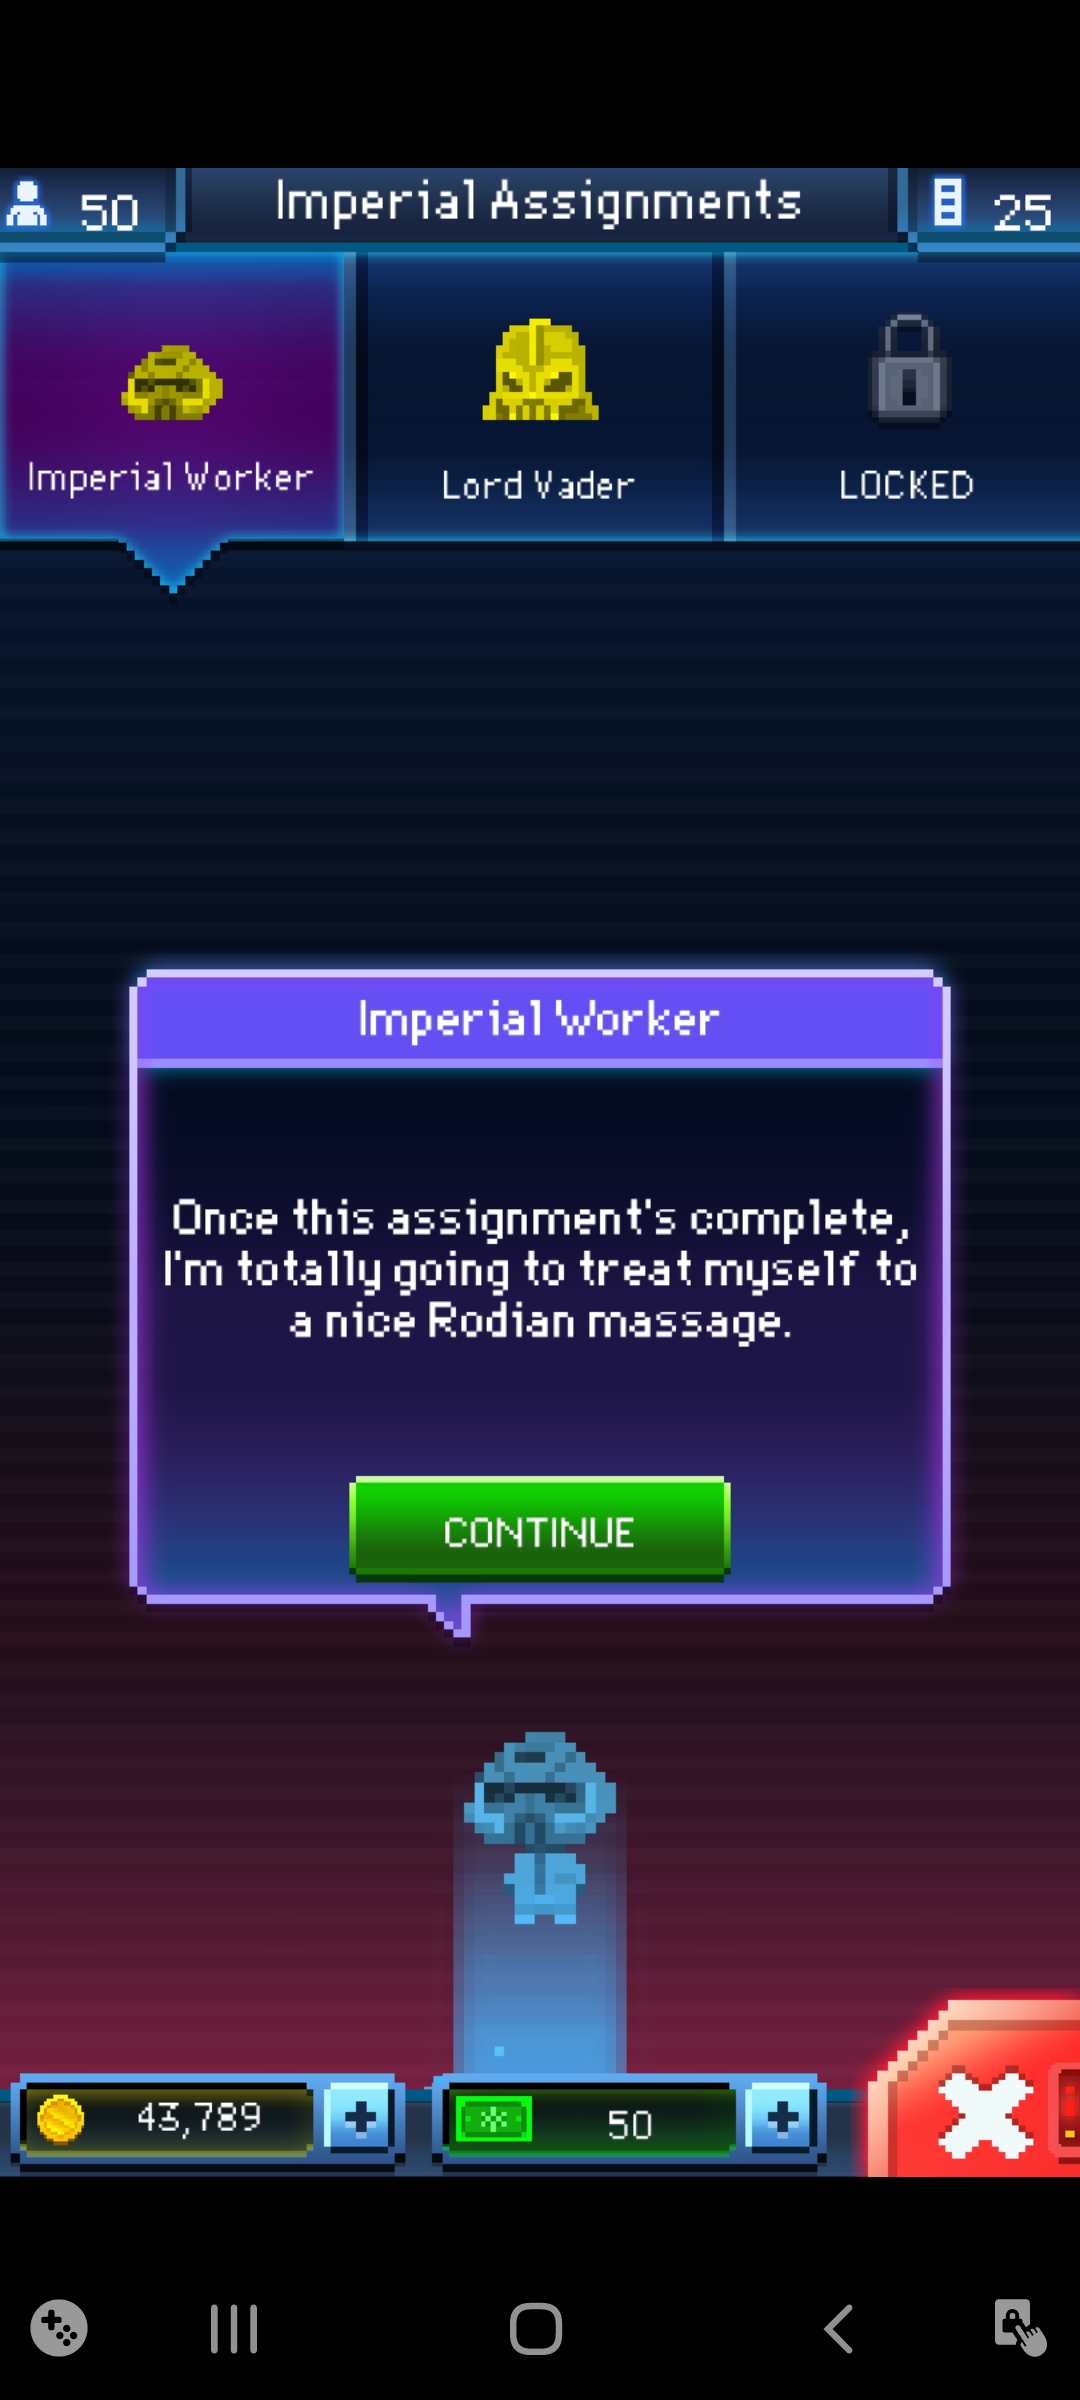 50
Imperial Assignments
25
Imperial Worker
Lord Vader
LOCKED
Imperial Worker
Once this assignment's complete,
I'm totally going to treat myself to
a nice Rodian massage.
CONTINUE
43,789
50